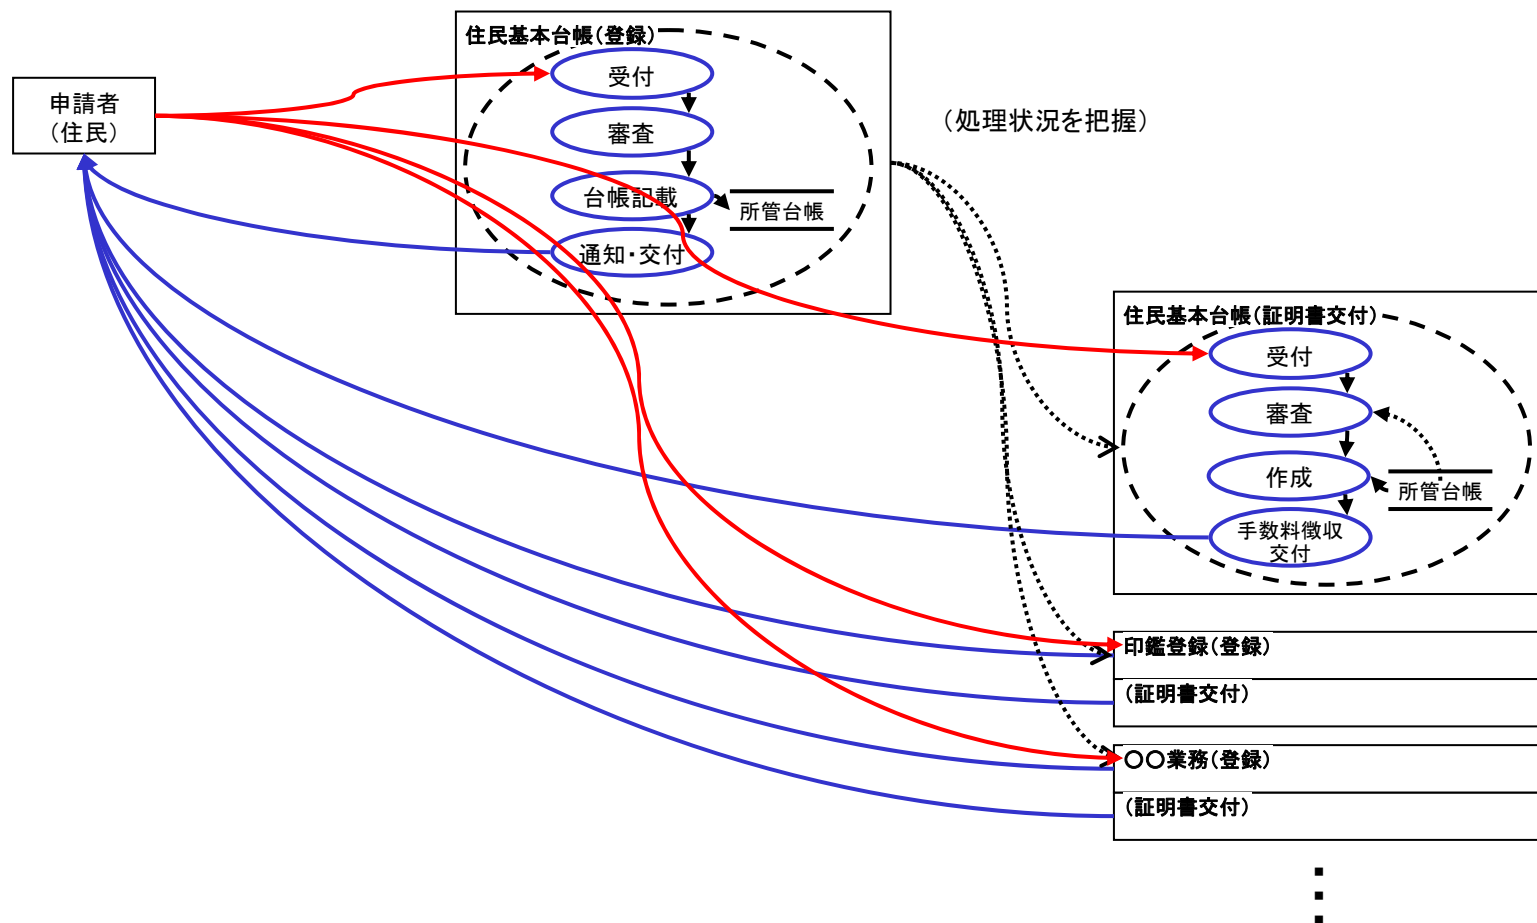 住民基本台帳(登録)
受付
審査
台帳記載
所管台帳
通知・交付
申請者
(住民)
(処理状況を把握)
住民基本台帳(証明書交付)
受付
審査
作成
所管台帳
手数料徴収
交付
印鑑登録(登録)
(証明書交付)
〇〇業務(登録)
(証明書交付)